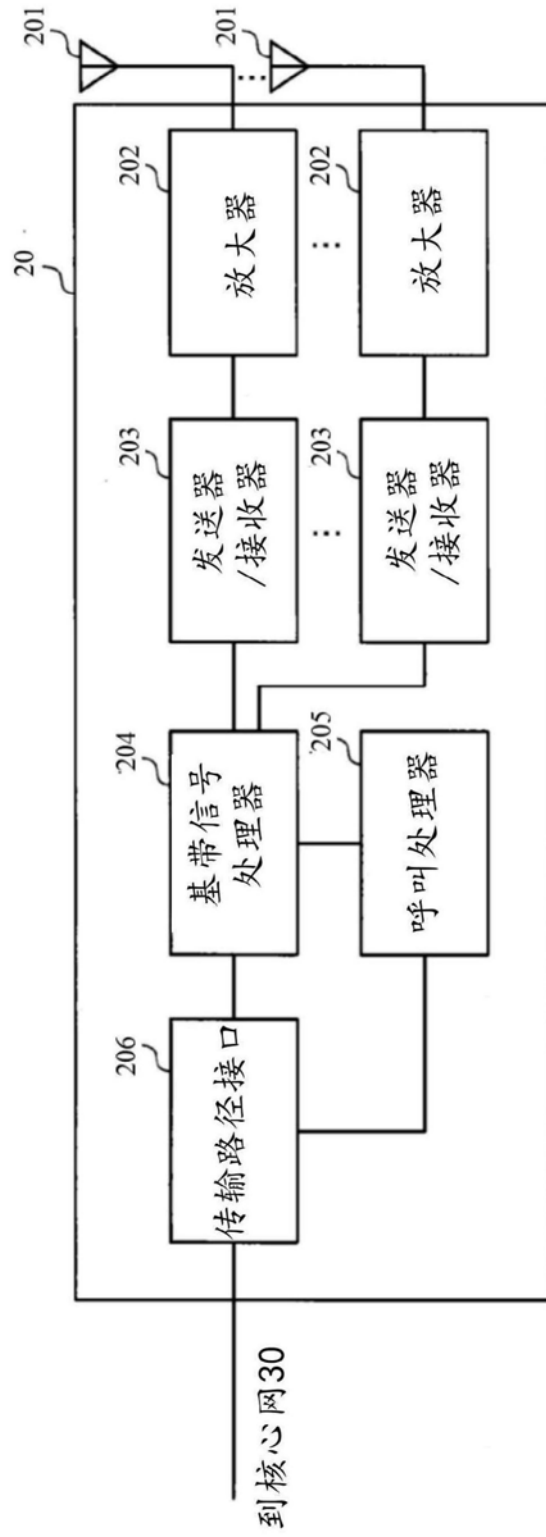 20
201
201
202
放大器
202
放大器
203
发送器
/接收器
203
发送器
/接收器
204
基带信号
处理器
205
呼叫处理器
206
传输路径接口
到核心网30